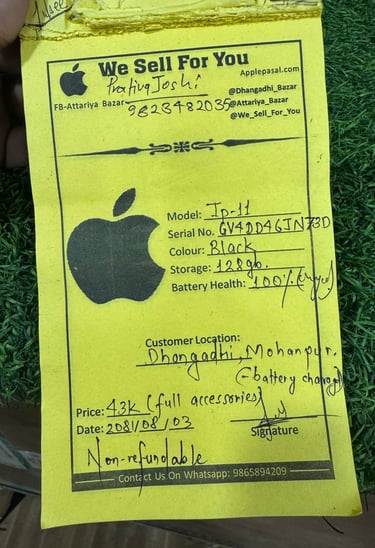 We Sell For You
Prativa Joshi
Applepasal.com
FB-Attariya Bazar
9823482035
@Dhangadhi_Bazar
@Attariya_Bazar
@We_Sell_For_You
Model: Ip-11
Serial No. GV4DD4GJN73D
Colour: Black
Storage: 128gb.
Battery Health: 100%
Customer Location:
Dhangadhi, Mohanpur.
(-battery changed)
Price: 43K (full accessories)
Date: 2081/08/03
Signature
Non-refundable
Contact Us On Whatsapp: 9865894209